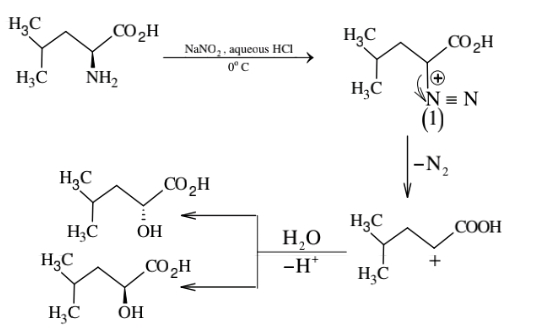 H₃C
CO₂H
H₃C
NH₂
NaNO₂, aqueous HCl
0° C
H₃C
CO₂H
H₃C
⊕
N ≡ N
(1)
−N₂
H₃C
COOH
H₃C
+
H₂O
−H⁺
H₃C
CO₂H
H₃C
OH
H₃C
CO₂H
H₃C
OH